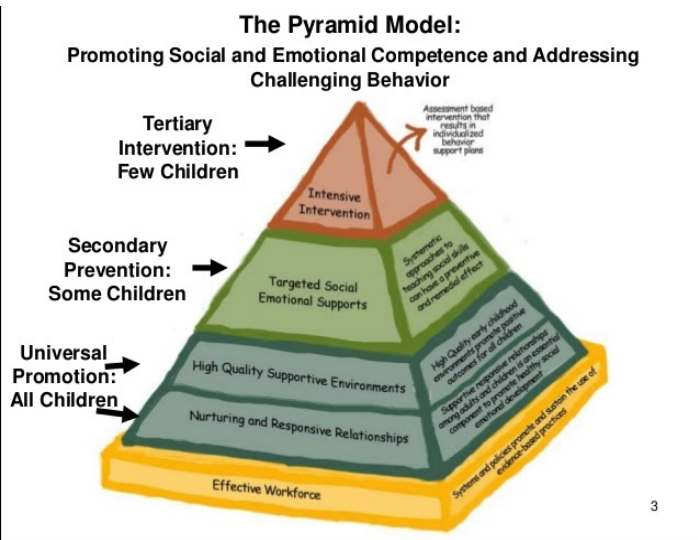 The Pyramid Model:
Promoting Social and Emotional Competence and Addressing
Challenging Behavior
Tertiary
Intervention:
Few Children
Assessment based
intervention that
results in
individualized
behavior
support plans
Intensive
Intervention
Secondary
Prevention:
Some Children
Targeted Social
Emotional Supports
Systematic
approaches to
teaching social skills
can have a preventive
and remedial effect
Universal
Promotion:
All Children
High Quality Supportive Environments
High Quality early childhood
environments promote positive
outcomes for all children
Nurturing and Responsive Relationships
Supportive responsive relationships
among adults and children is an essential
component to promote healthy social
emotional development
Effective Workforce
Systems and policies promote and sustain the use of
evidence-based practices
3